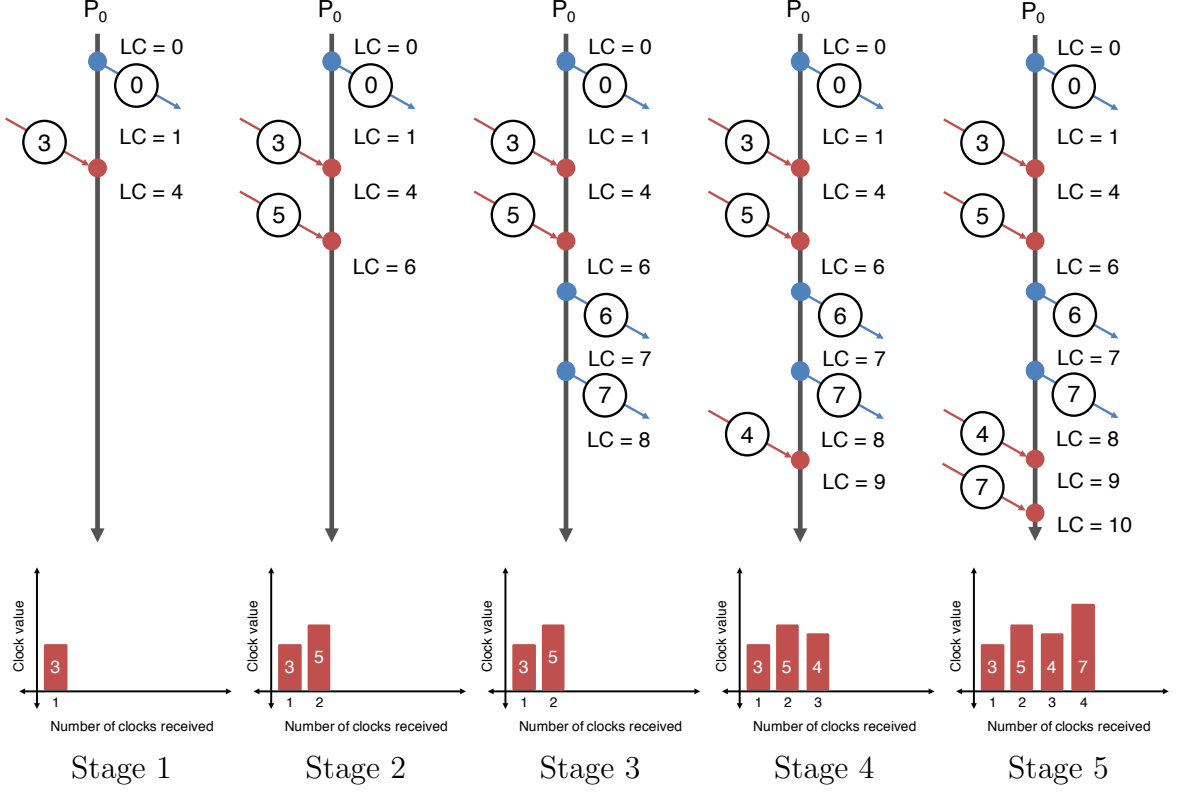 P0 P0 P0 P0 P0
LC = 0 LC = 0 LC = 0 LC = 0 LC = 0
0 0 0 0 0
LC = 1 LC = 1 LC = 1 LC = 1 LC = 1
3 3 3 3 3
LC = 4 LC = 4 LC = 4 LC = 4 LC = 4
5 5 5 5
LC = 6 LC = 6 LC = 6 LC = 6
6 6 6
LC = 7 LC = 7 LC = 7
7 7 7
LC = 8 LC = 8 LC = 8
4 4
LC = 9 LC = 9
7
LC = 10
Clock value
3
1
Number of clocks received
Clock value
3 5
1 2
Number of clocks received
Clock value
3 5
1 2
Number of clocks received
Clock value
3 5 4
1 2 3
Number of clocks received
Clock value
3 5 4 7
1 2 3 4
Number of clocks received
Stage 1 Stage 2 Stage 3 Stage 4 Stage 5